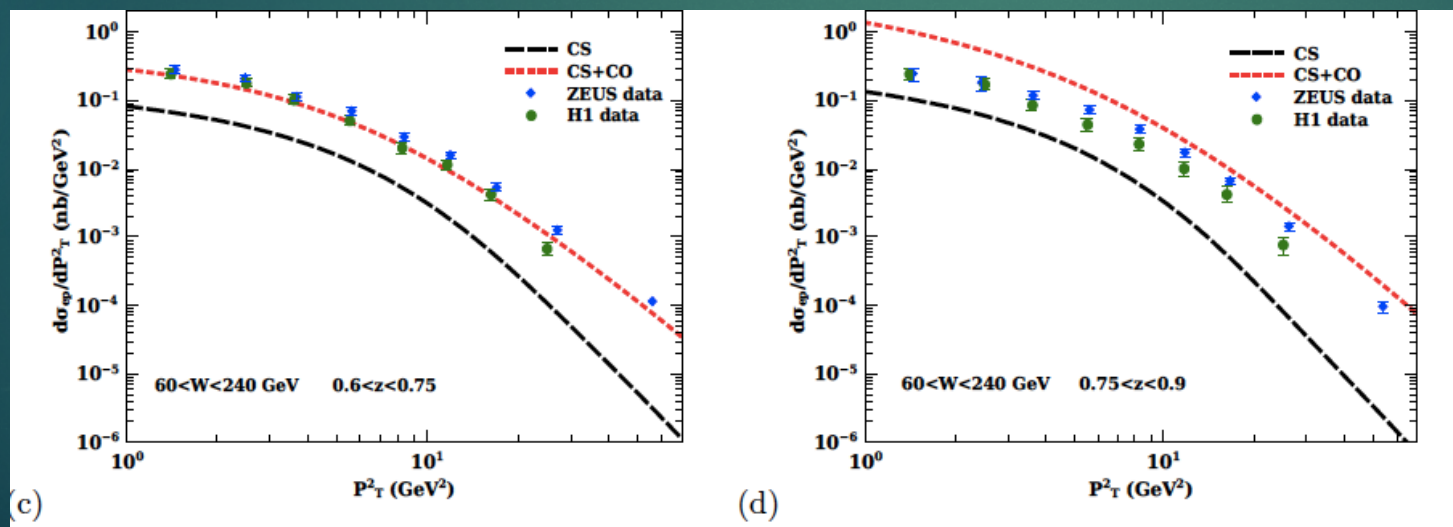 10⁰
10⁻¹
10⁻²
10⁻³
10⁻⁴
10⁻⁵
10⁻⁶
dσₑₚ/dP²_T (nb/GeV²)
CS
CS+CO
ZEUS data
H1 data
60<W<240 GeV 0.6<z<0.75
10⁰ 10¹
P²_T (GeV²)
(c)
10⁰
10⁻¹
10⁻²
10⁻³
10⁻⁴
10⁻⁵
10⁻⁶
dσₑₚ/dP²_T (nb/GeV²)
CS
CS+CO
ZEUS data
H1 data
60<W<240 GeV 0.75<z<0.9
10⁰ 10¹
P²_T (GeV²)
(d)